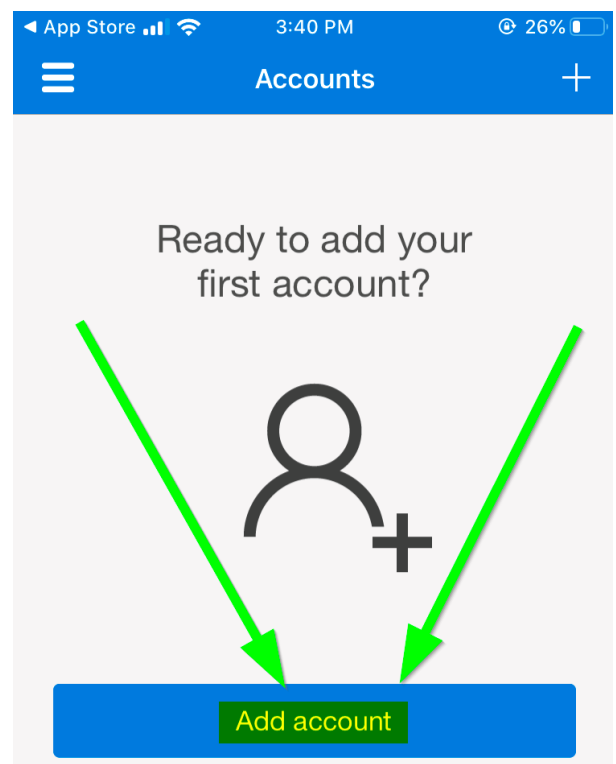 App Store 3:40 PM 26%
Accounts
Ready to add your
first account?
Add account